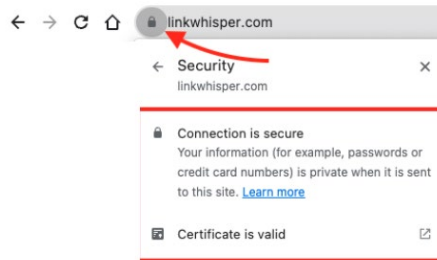 linkwhisper.com
Security
linkwhisper.com
Connection is secure
Your information (for example, passwords or
credit card numbers) is private when it is sent
to this site. Learn more
Certificate is valid